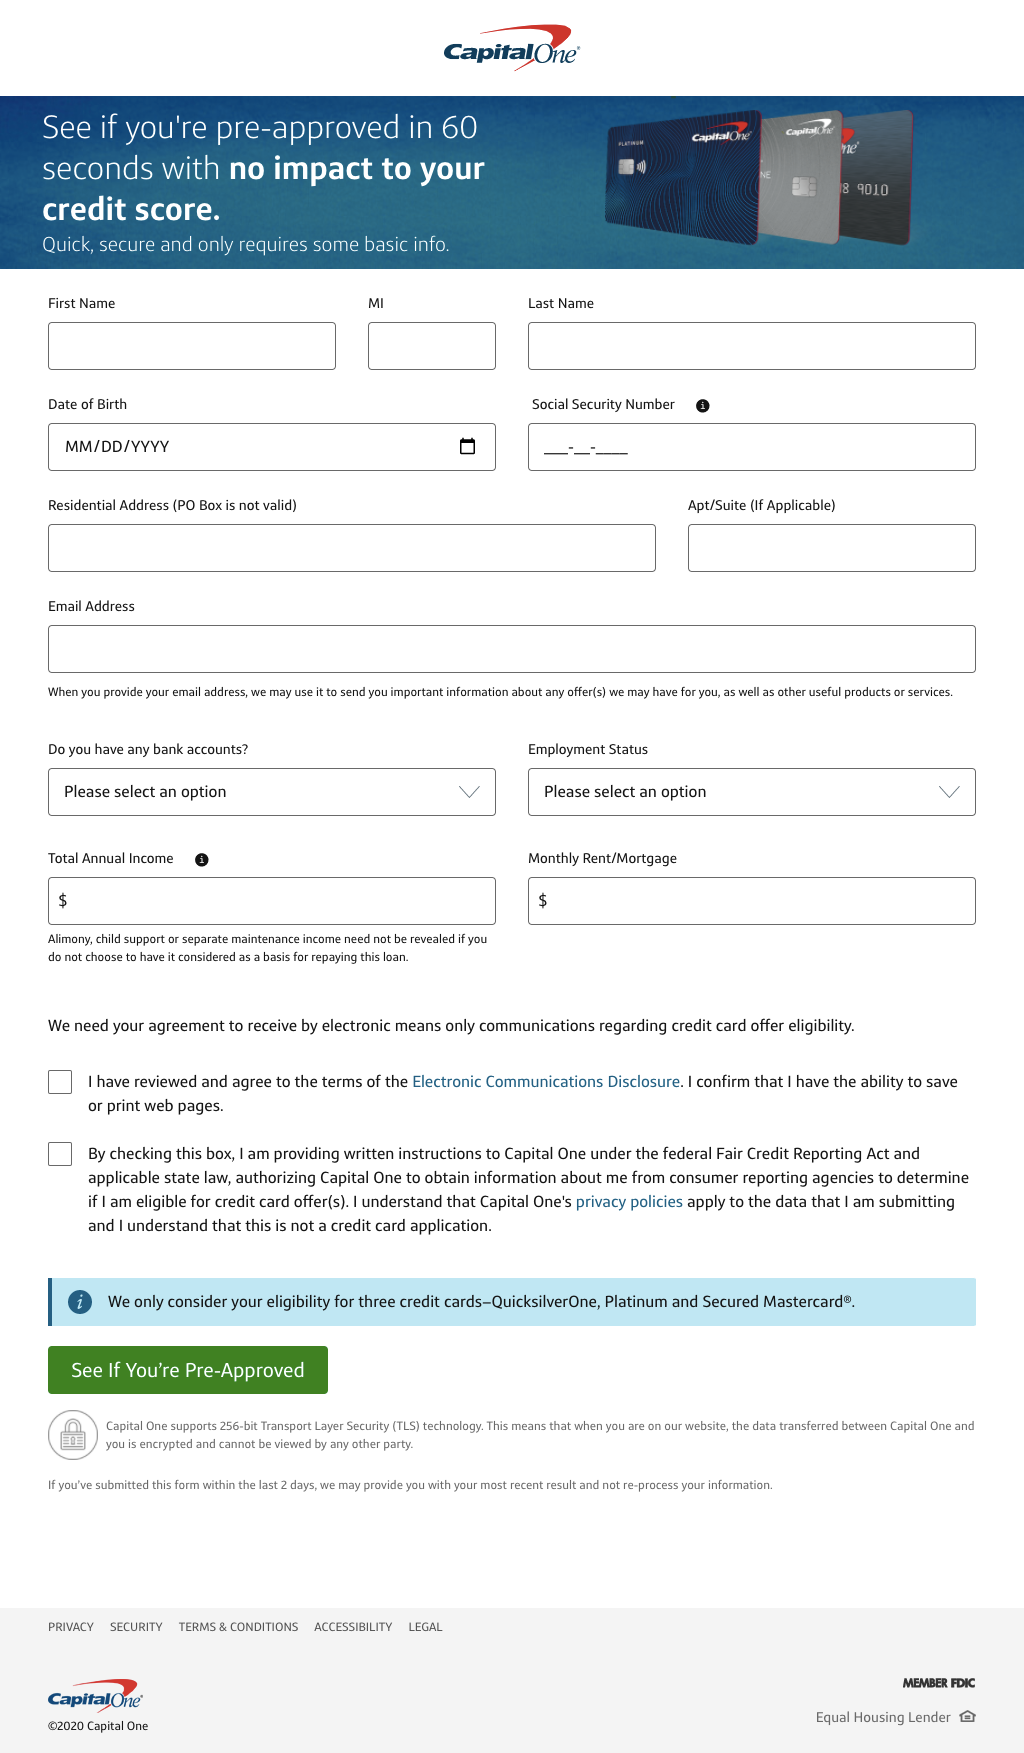 CapitalOne®
See if you're pre-approved in 60
seconds with no impact to your
credit score.
Quick, secure and only requires some basic info.
PLATINUM
CapitalOne®
CapitalOne®
NE
ne®
8 9010
First Name
MI
Last Name
Date of Birth
Social Security Number
MM/DD/YYYY
___-__-____
Residential Address (PO Box is not valid)
Apt/Suite (If Applicable)
Email Address
When you provide your email address, we may use it to send you important information about any offer(s) we may have for you, as well as other useful products or services.
Do you have any bank accounts?
Employment Status
Please select an option
Please select an option
Total Annual Income
Monthly Rent/Mortgage
$
$
Alimony, child support or separate maintenance income need not be revealed if you
do not choose to have it considered as a basis for repaying this loan.
We need your agreement to receive by electronic means only communications regarding credit card offer eligibility.
I have reviewed and agree to the terms of the Electronic Communications Disclosure. I confirm that I have the ability to save
or print web pages.
By checking this box, I am providing written instructions to Capital One under the federal Fair Credit Reporting Act and
applicable state law, authorizing Capital One to obtain information about me from consumer reporting agencies to determine
if I am eligible for credit card offer(s). I understand that Capital One's privacy policies apply to the data that I am submitting
and I understand that this is not a credit card application.
We only consider your eligibility for three credit cards–QuicksilverOne, Platinum and Secured Mastercard®.
See If You’re Pre-Approved
Capital One supports 256-bit Transport Layer Security (TLS) technology. This means that when you are on our website, the data transferred between Capital One and
you is encrypted and cannot be viewed by any other party.
If you've submitted this form within the last 2 days, we may provide you with your most recent result and not re-process your information.
PRIVACY SECURITY TERMS & CONDITIONS ACCESSIBILITY LEGAL
CapitalOne®
MEMBER FDIC
©2020 Capital One
Equal Housing Lender